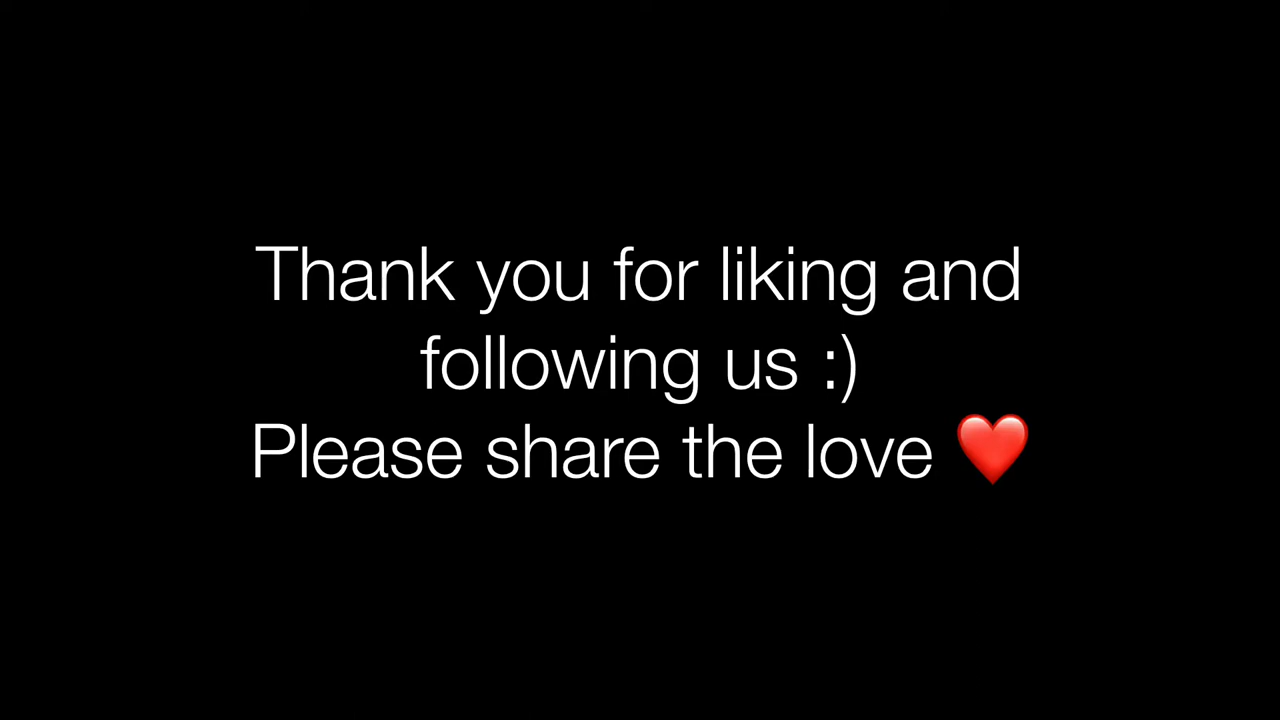 Thank you for liking and
following us :)
Please share the love ❤️